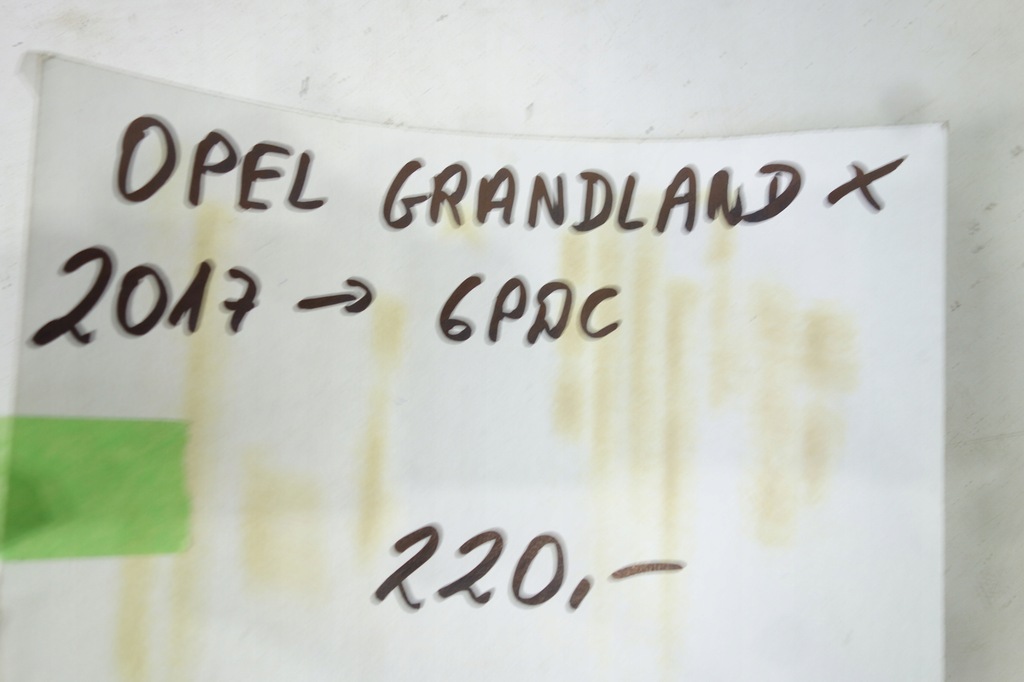 OPEL GRANDLAND X
2017 → 6PDC
220,-